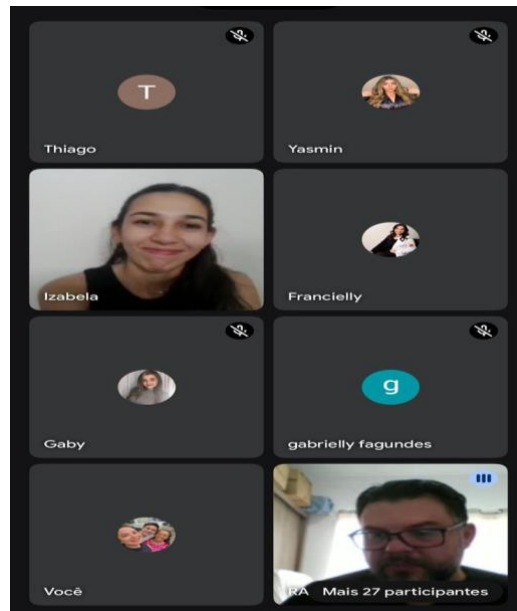 T
Thiago
Yasmin
Izabela
Francielly
Gaby
g
gabrielly fagundes
Você
RA Mais 27 participantes